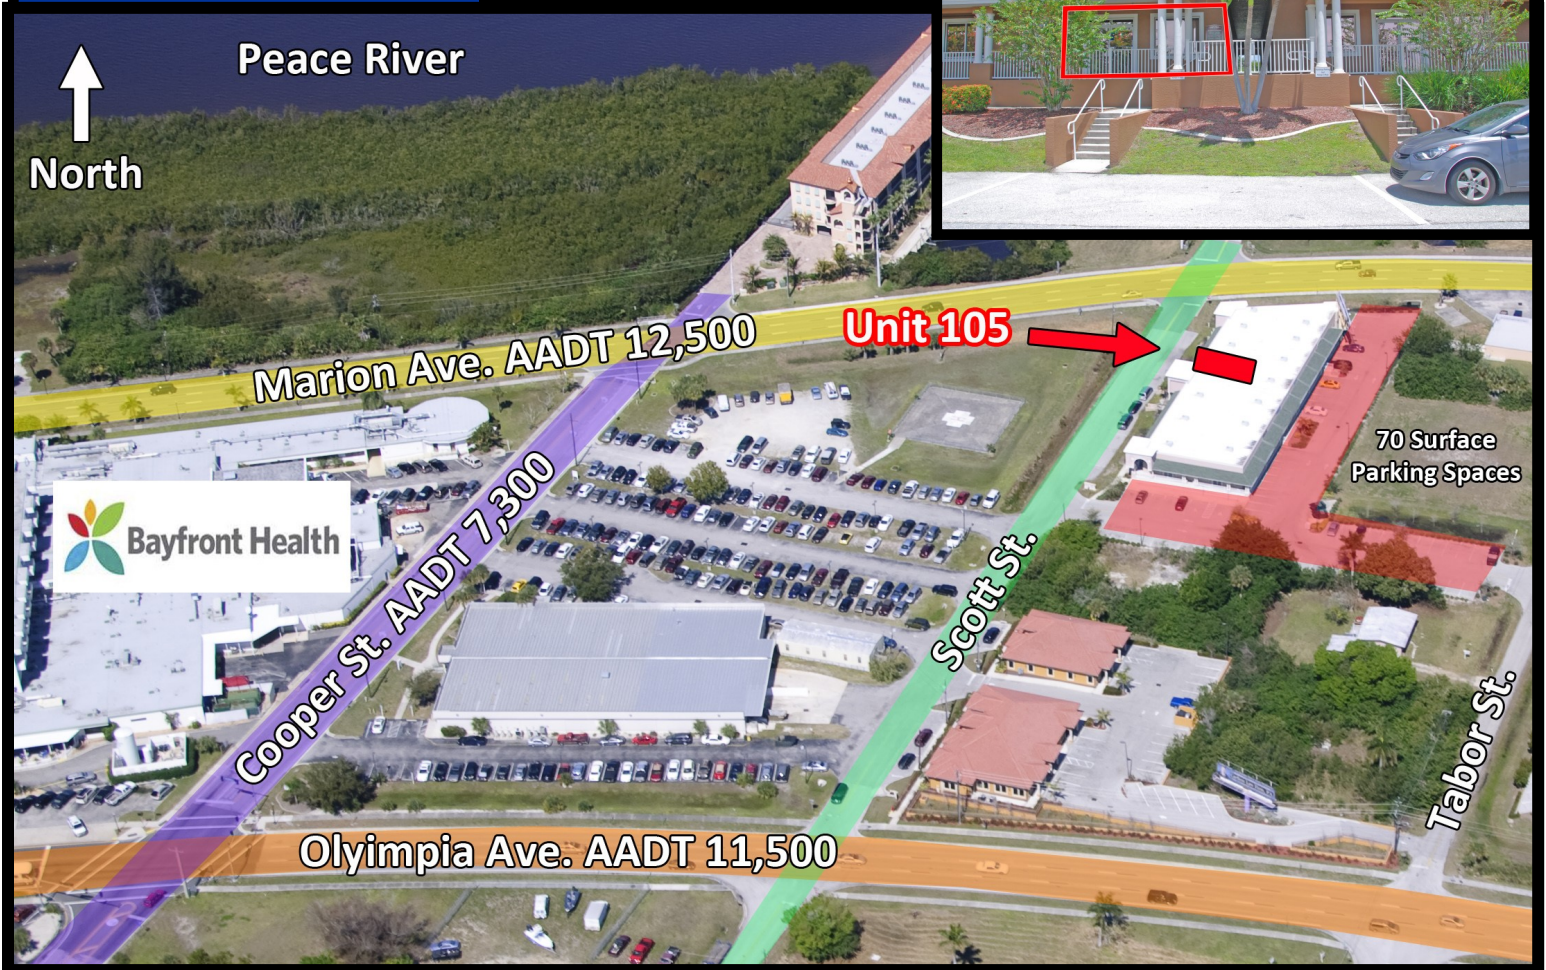 Peace River
North
Marion Ave. AADT 12,500
Unit 105
70 Surface
Parking Spaces
Bayfront Health
Cooper St. AADT 7,300
Scott St.
Tabor St.
Olyimpia Ave. AADT 11,500